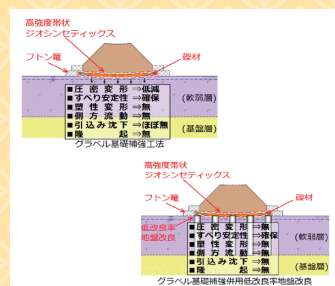 高強度帯状
ジオシンセティックス
フトン籠
礫材
■圧密変形⇒低減
■すべり安定性⇒確保
■塑性変形⇒無
■側方流動⇒無
■引込み沈下⇒ほぼ無
■隆起⇒無
(軟弱層)
(基盤層)
グラベル基礎補強工法
高強度帯状
ジオシンセティックス
フトン籠
礫材
低改良率
地盤改良
■圧密変形⇒無
■すべり安定性⇒確保
■塑性変形⇒無
■側方流動⇒無
■引込み沈下⇒無
■隆起⇒無
(軟弱層)
(基盤層)
グラベル基礎補強併用低改良率地盤改良